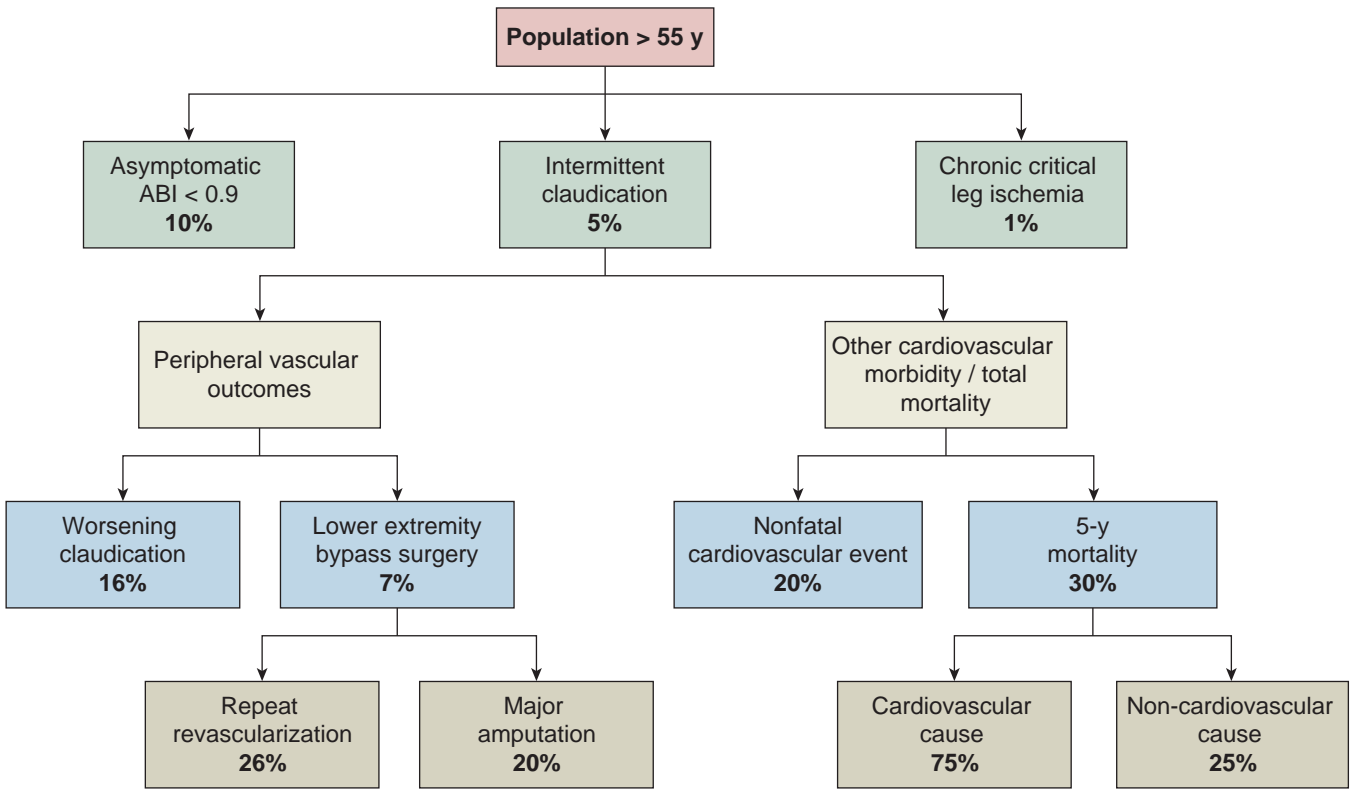 Population > 55 y
Asymptomatic
ABI < 0.9
10%
Intermittent
claudication
5%
Chronic critical
leg ischemia
1%
Peripheral vascular
outcomes
Other cardiovascular
morbidity / total
mortality
Worsening
claudication
16%
Lower extremity
bypass surgery
7%
Nonfatal
cardiovascular event
20%
5-y
mortality
30%
Repeat
revascularization
26%
Major
amputation
20%
Cardiovascular
cause
75%
Non-cardiovascular
cause
25%